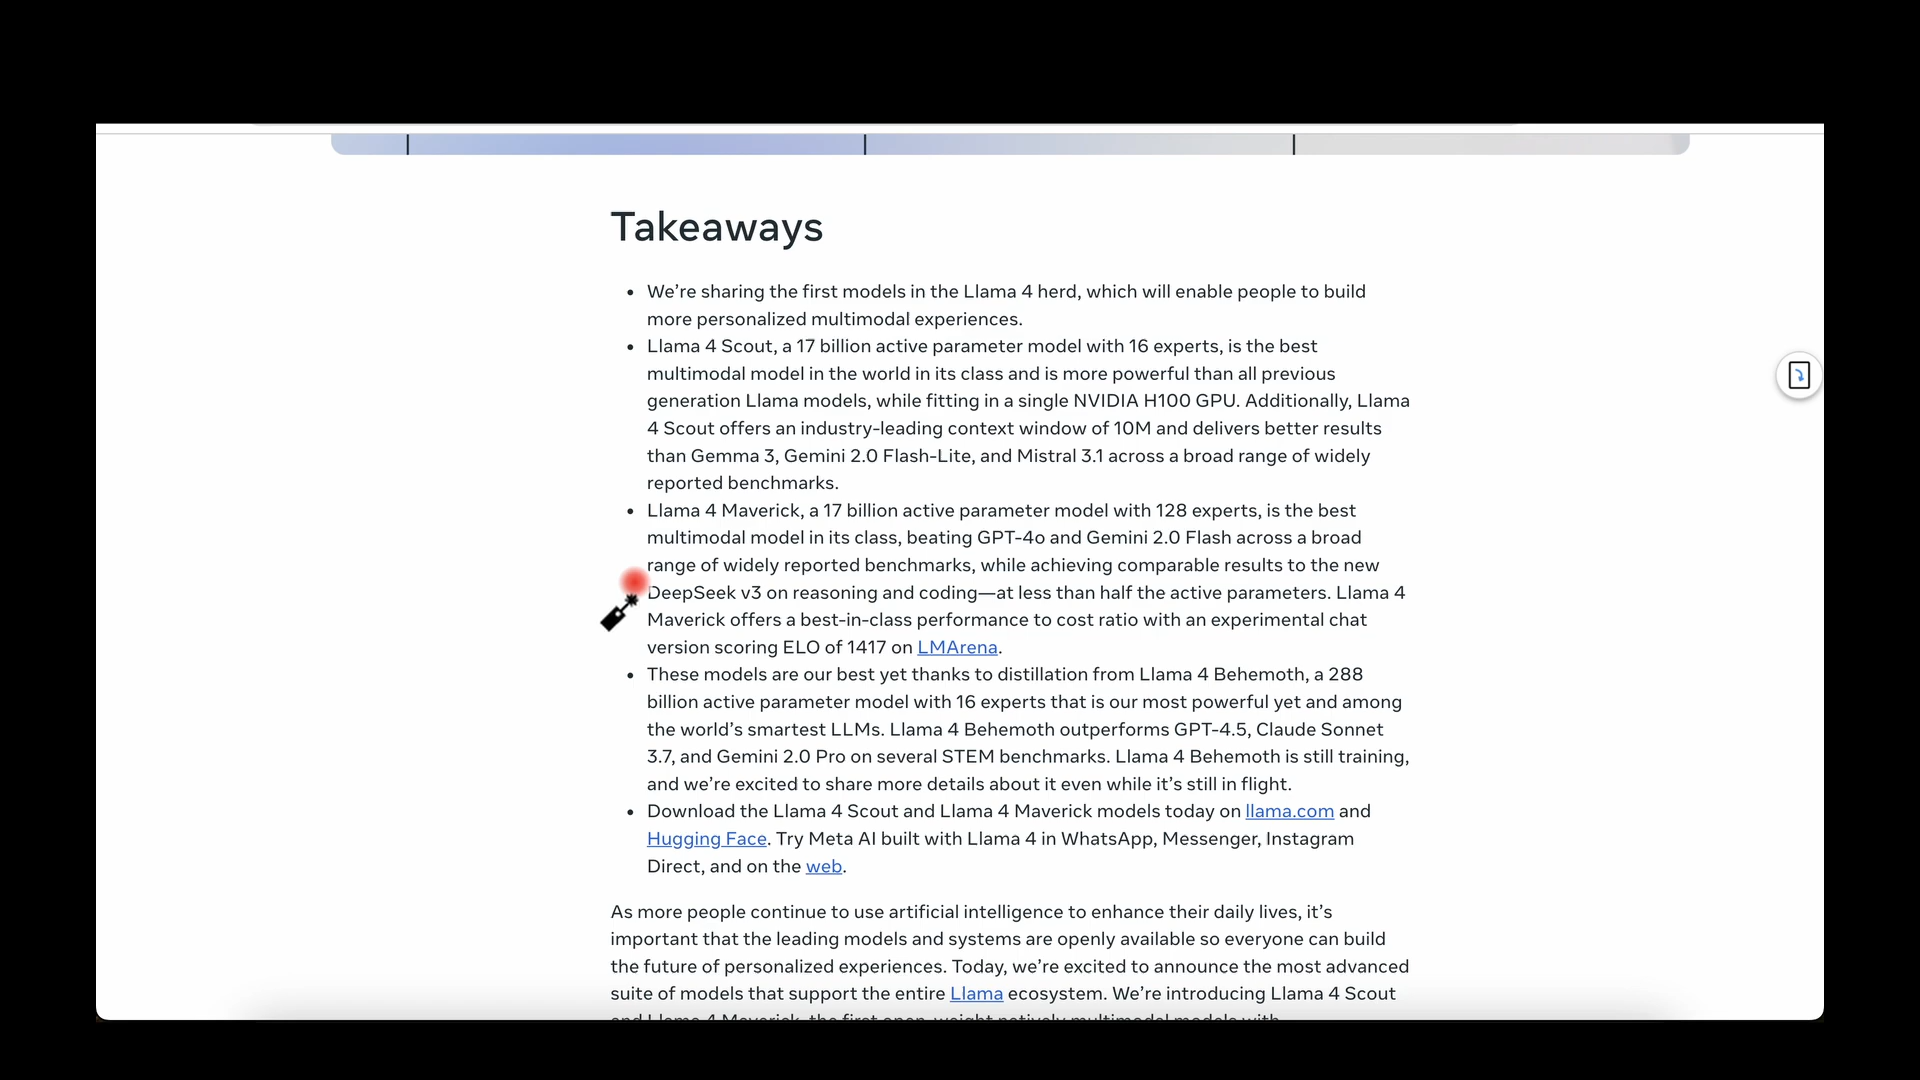 Takeaways
We’re sharing the first models in the Llama 4 herd, which will enable people to build
more personalized multimodal experiences.
Llama 4 Scout, a 17 billion active parameter model with 16 experts, is the best
multimodal model in the world in its class and is more powerful than all previous
generation Llama models, while fitting in a single NVIDIA H100 GPU. Additionally, Llama
4 Scout offers an industry-leading context window of 10M and delivers better results
than Gemma 3, Gemini 2.0 Flash-Lite, and Mistral 3.1 across a broad range of widely
reported benchmarks.
Llama 4 Maverick, a 17 billion active parameter model with 128 experts, is the best
multimodal model in its class, beating GPT-4o and Gemini 2.0 Flash across a broad
range of widely reported benchmarks, while achieving comparable results to the new
DeepSeek v3 on reasoning and coding—at less than half the active parameters. Llama 4
Maverick offers a best-in-class performance to cost ratio with an experimental chat
version scoring ELO of 1417 on LMArena.
These models are our best yet thanks to distillation from Llama 4 Behemoth, a 288
billion active parameter model with 16 experts that is our most powerful yet and among
the world’s smartest LLMs. Llama 4 Behemoth outperforms GPT-4.5, Claude Sonnet
3.7, and Gemini 2.0 Pro on several STEM benchmarks. Llama 4 Behemoth is still training,
and we’re excited to share more details about it even while it’s still in flight.
Download the Llama 4 Scout and Llama 4 Maverick models today on llama.com and
Hugging Face. Try Meta AI built with Llama 4 in WhatsApp, Messenger, Instagram
Direct, and on the web.
As more people continue to use artificial intelligence to enhance their daily lives, it’s
important that the leading models and systems are openly available so everyone can build
the future of personalized experiences. Today, we’re excited to announce the most advanced
suite of models that support the entire Llama ecosystem. We’re introducing Llama 4 Scout
and Llama 4 Maverick, the first open-weight natively multimodal models with